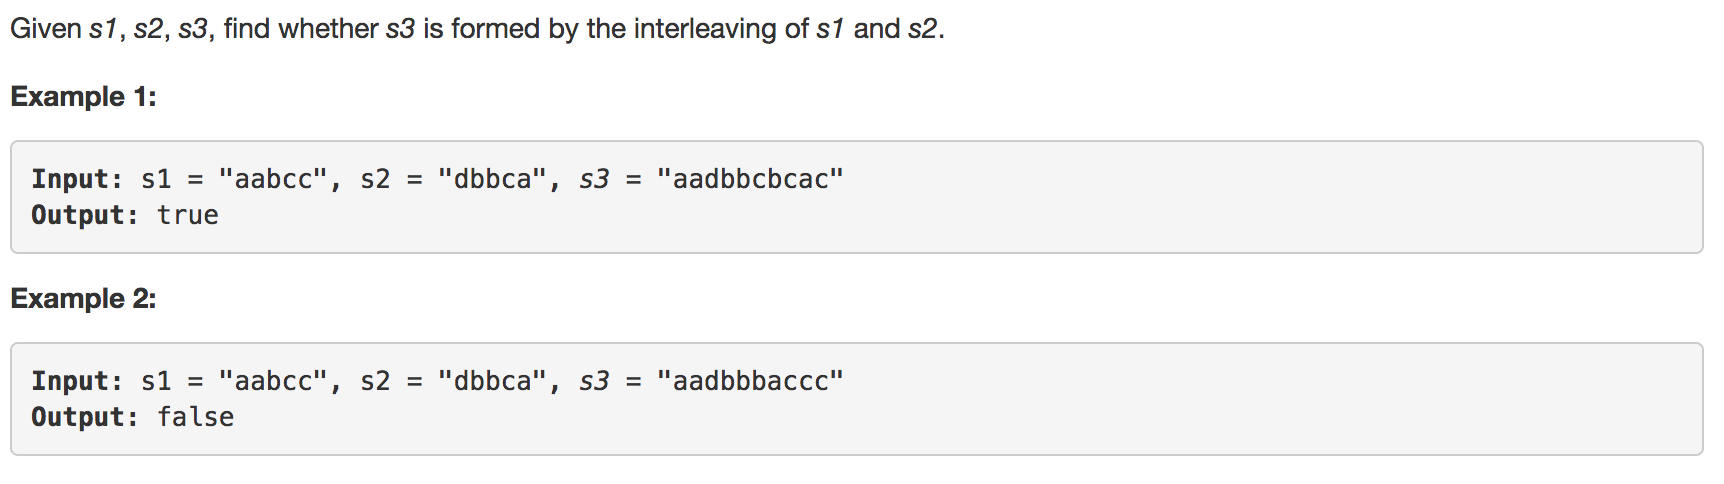 Given s1, s2, s3, find whether s3 is formed by the interleaving of s1 and s2.
Example 1:
Input: s1 = "aabcc", s2 = "dbbca", s3 = "aadbbcbcac"
Output: true
Example 2:
Input: s1 = "aabcc", s2 = "dbbca", s3 = "aadbbbaccc"
Output: false